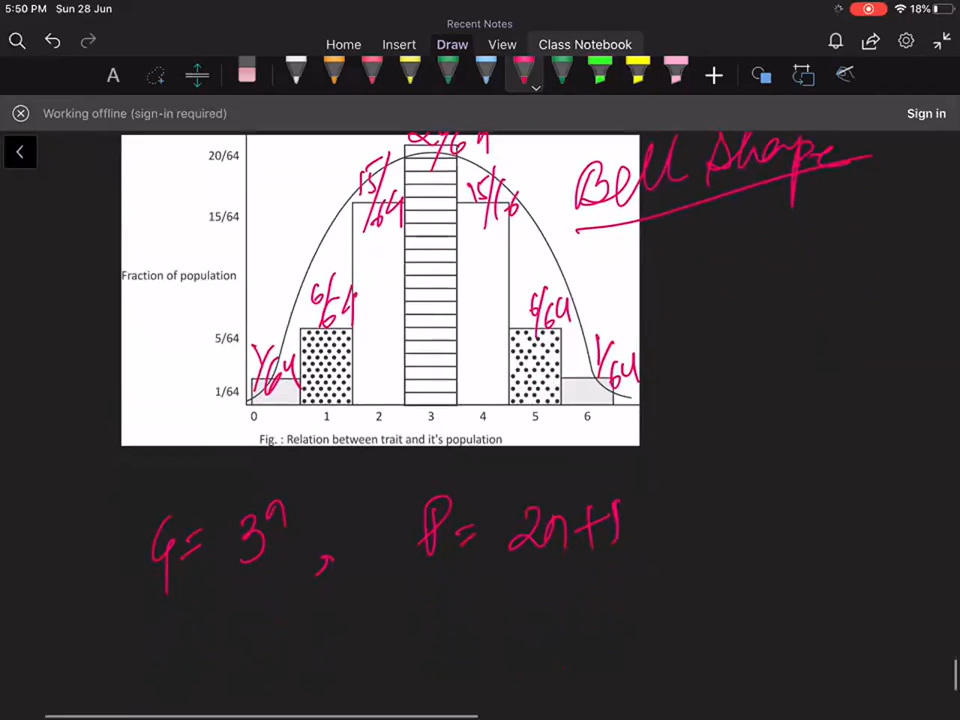 5:50 PM Sun 28 Jun
18%
Recent Notes
Home Insert Draw View Class Notebook
A
Working offline (sign-in required)
Sign in
Bell Shape
20/64
15/64
15/64
15/16
15/64
Fraction of population
6/64
6/64
5/64
1/64
1/64
1/64
0 1 2 3 4 5 6
Fig. : Relation between trait and it's population
G= 3ⁿ , P= 2n+1